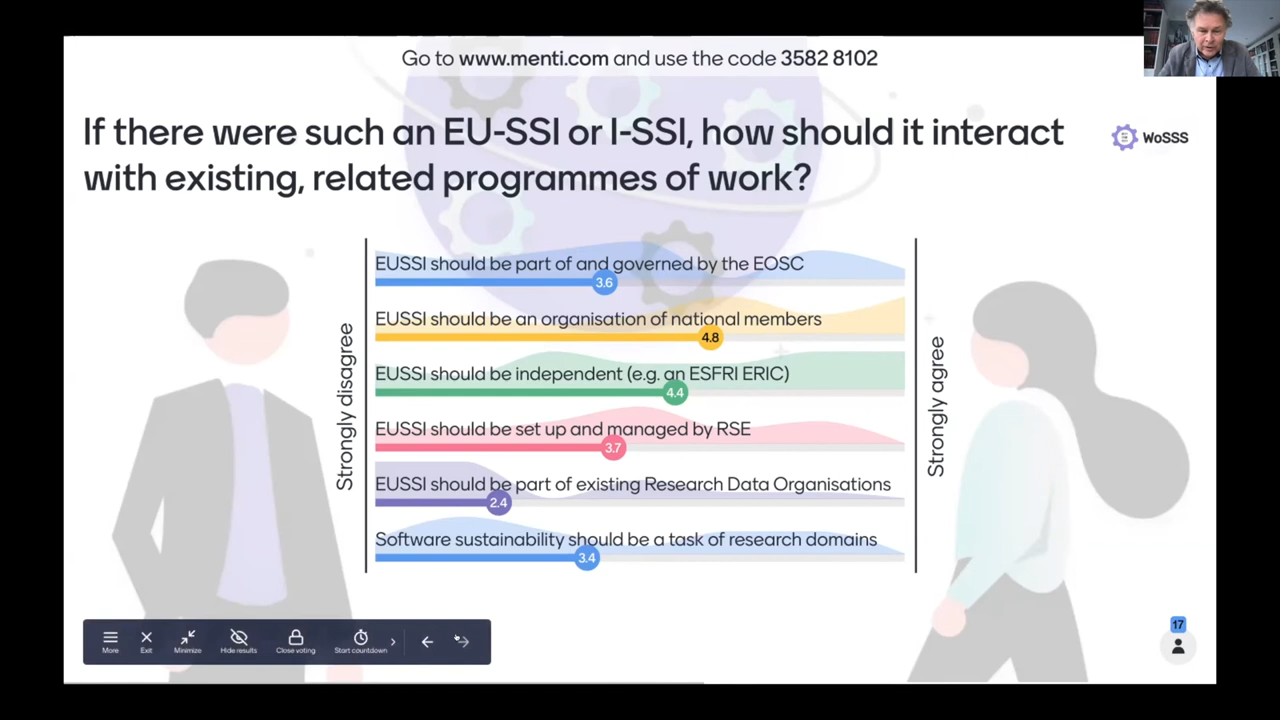 Go to www.menti.com and use the code 3582 8102
If there were such an EU-SSI or I-SSI, how should it interact
with existing, related programmes of work?
WoSSS
Strongly disagree
EUSSI should be part of and governed by the EOSC
3.6
EUSSI should be an organisation of national members
4.8
EUSSI should be independent (e.g. an ESFRI ERIC)
4.4
EUSSI should be set up and managed by RSE
3.7
EUSSI should be part of existing Research Data Organisations
2.4
Software sustainability should be a task of research domains
3.4
Strongly agree
More
Exit
Minimize
Hide results
Close voting
Start countdown
17